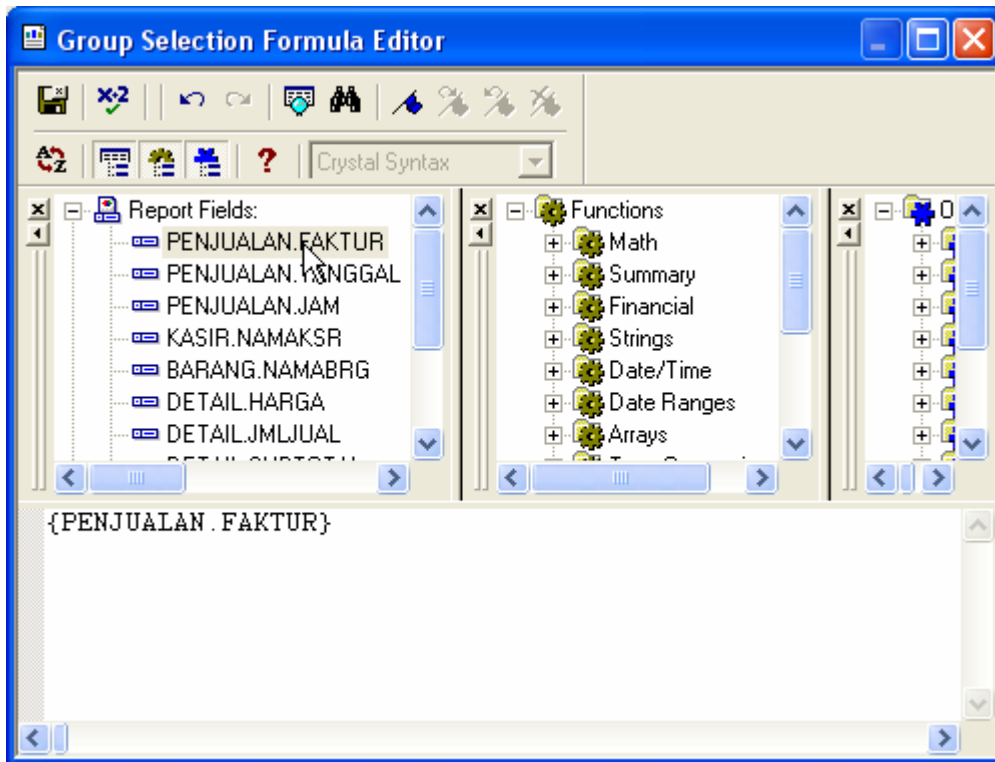 Group Selection Formula Editor
x+2
A
Z
?
Crystal Syntax
Report Fields:
PENJUALAN.FAKTUR
PENJUALAN.TANGGAL
PENJUALAN.JAM
KASIR.NAMAKSR
BARANG.NAMABRG
DETAIL.HARGA
DETAIL.JMLJUAL
Functions
Math
Summary
Financial
Strings
Date/Time
Date Ranges
Arrays
{PENJUALAN.FAKTUR}